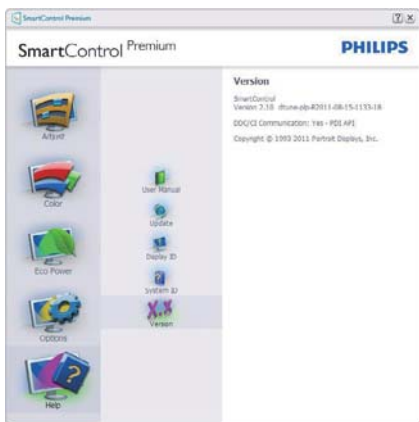 SmartControl Premium
SmartControl Premium
PHILIPS
Adjust
Color
Eco Power
Options
Help
User Manual
Update
Display ID
System ID
Version
Version
SmartControl
DDC/CI Communication: Yes - PDI API
Copyright © 1993 2011 Portrait Displays, Inc.